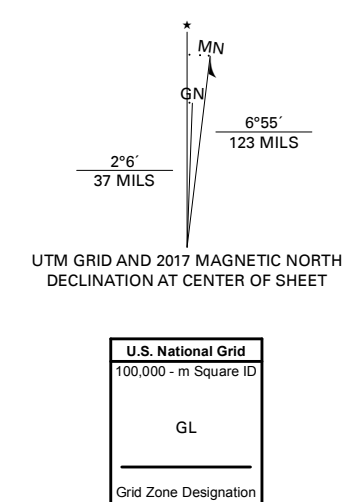 ★
MN
GN
6°55´
123 MILS
2°6´
37 MILS
UTM GRID AND 2017 MAGNETIC NORTH
DECLINATION AT CENTER OF SHEET
U.S. National Grid
100,000 - m Square ID
GL
Grid Zone Designation